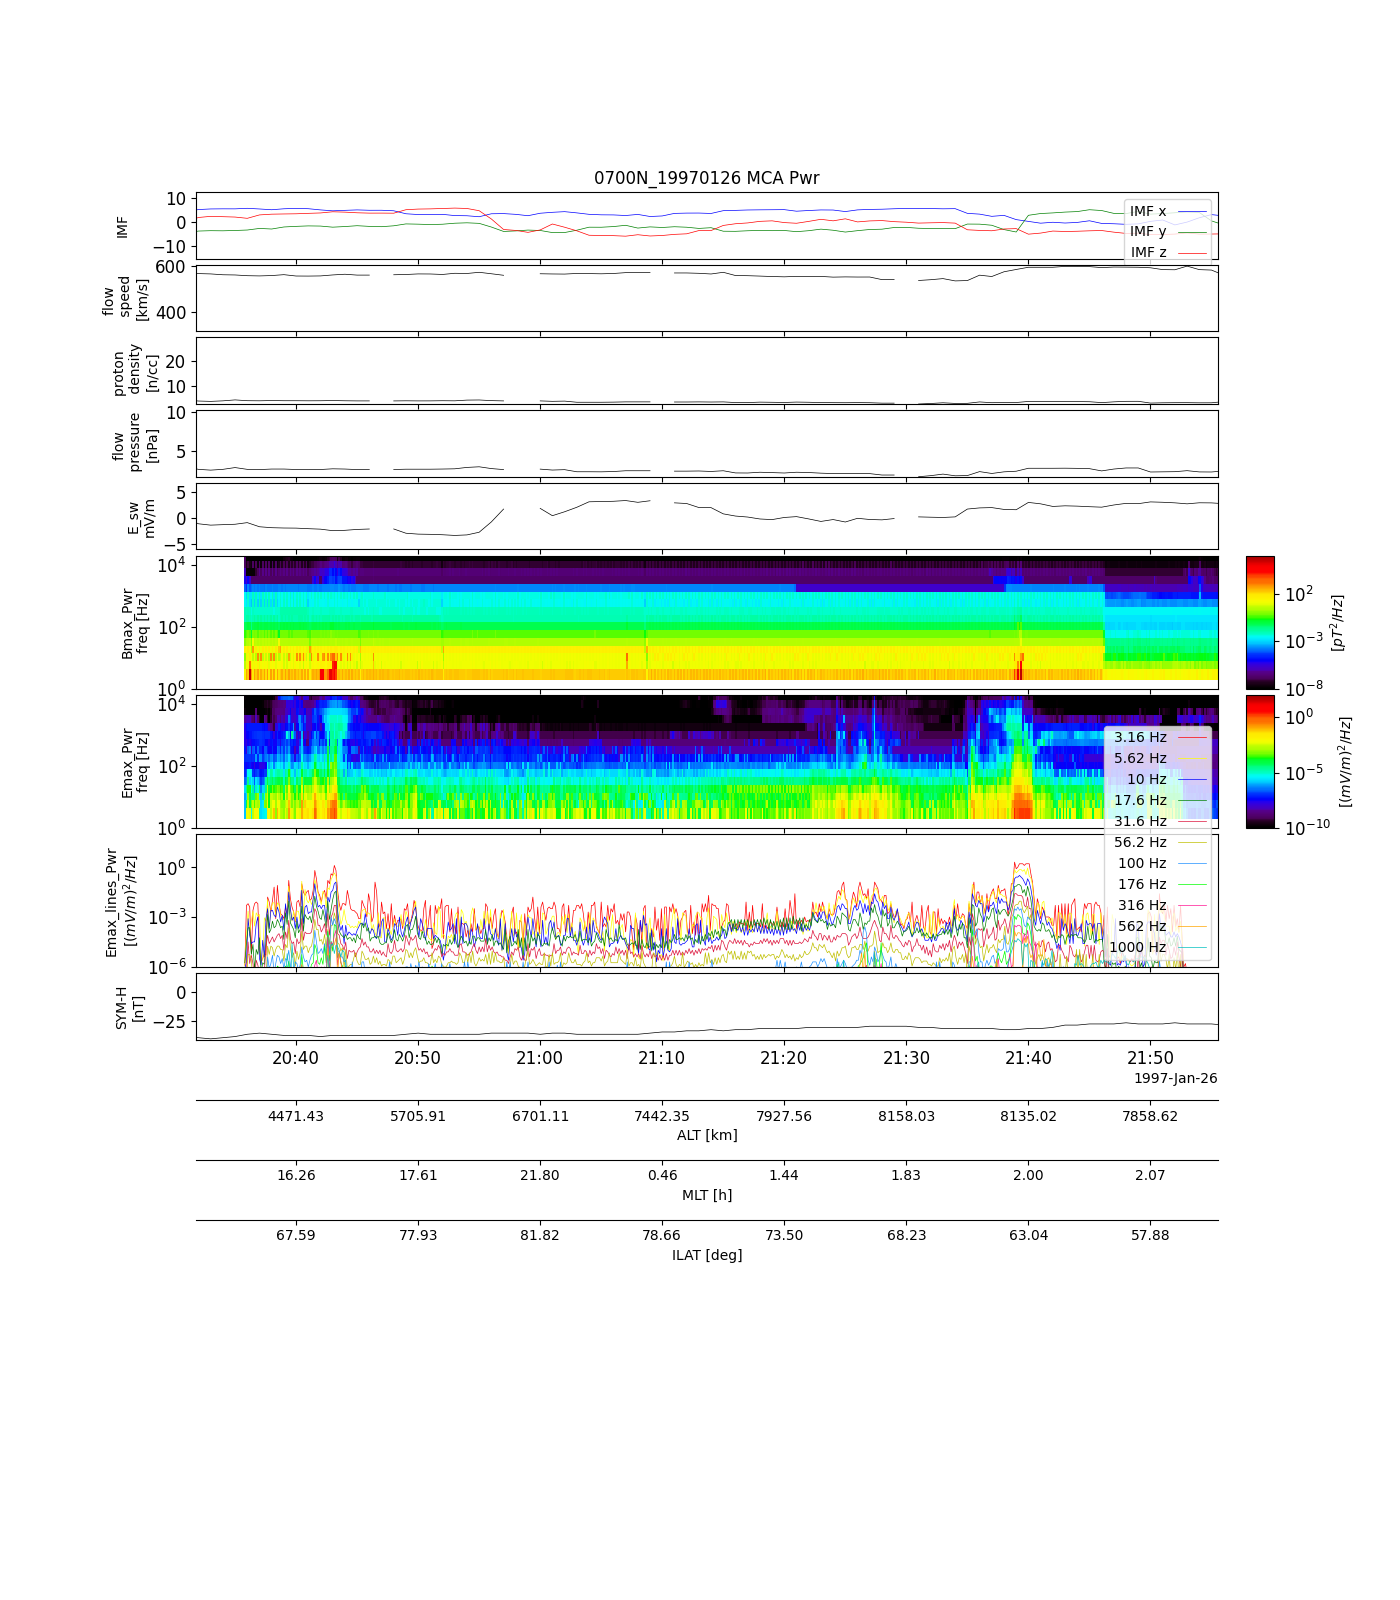 0700N_19970126 MCA Pwr
10
0
−10
IMF
IMF x
IMF y
IMF z
600
400
flow
speed
[km/s]
20
10
proton
density
[n/cc]
10
5
flow
pressure
[nPa]
5
0
−5
E_sw
mV/m
10^4
10^2
10^0
Bmax_Pwr
freq [Hz]
10^2
10^−3
10^−8
[pT^2/Hz]
10^4
10^2
10^0
Emax_Pwr
freq [Hz]
10^0
10^−5
10^−10
[(mV/m)^2/Hz]
3.16 Hz
5.62 Hz
10 Hz
17.6 Hz
31.6 Hz
56.2 Hz
100 Hz
176 Hz
316 Hz
562 Hz
1000 Hz
10^0
10^−3
10^−6
Emax_lines_Pwr
[(mV/m)^2/Hz]
0
−25
SYM-H
[nT]
20:40 20:50 21:00 21:10 21:20 21:30 21:40 21:50
1997-Jan-26
4471.43 5705.91 6701.11 7442.35 7927.56 8158.03 8135.02 7858.62
ALT [km]
16.26 17.61 21.80 0.46 1.44 1.83 2.00 2.07
MLT [h]
67.59 77.93 81.82 78.66 73.50 68.23 63.04 57.88
ILAT [deg]